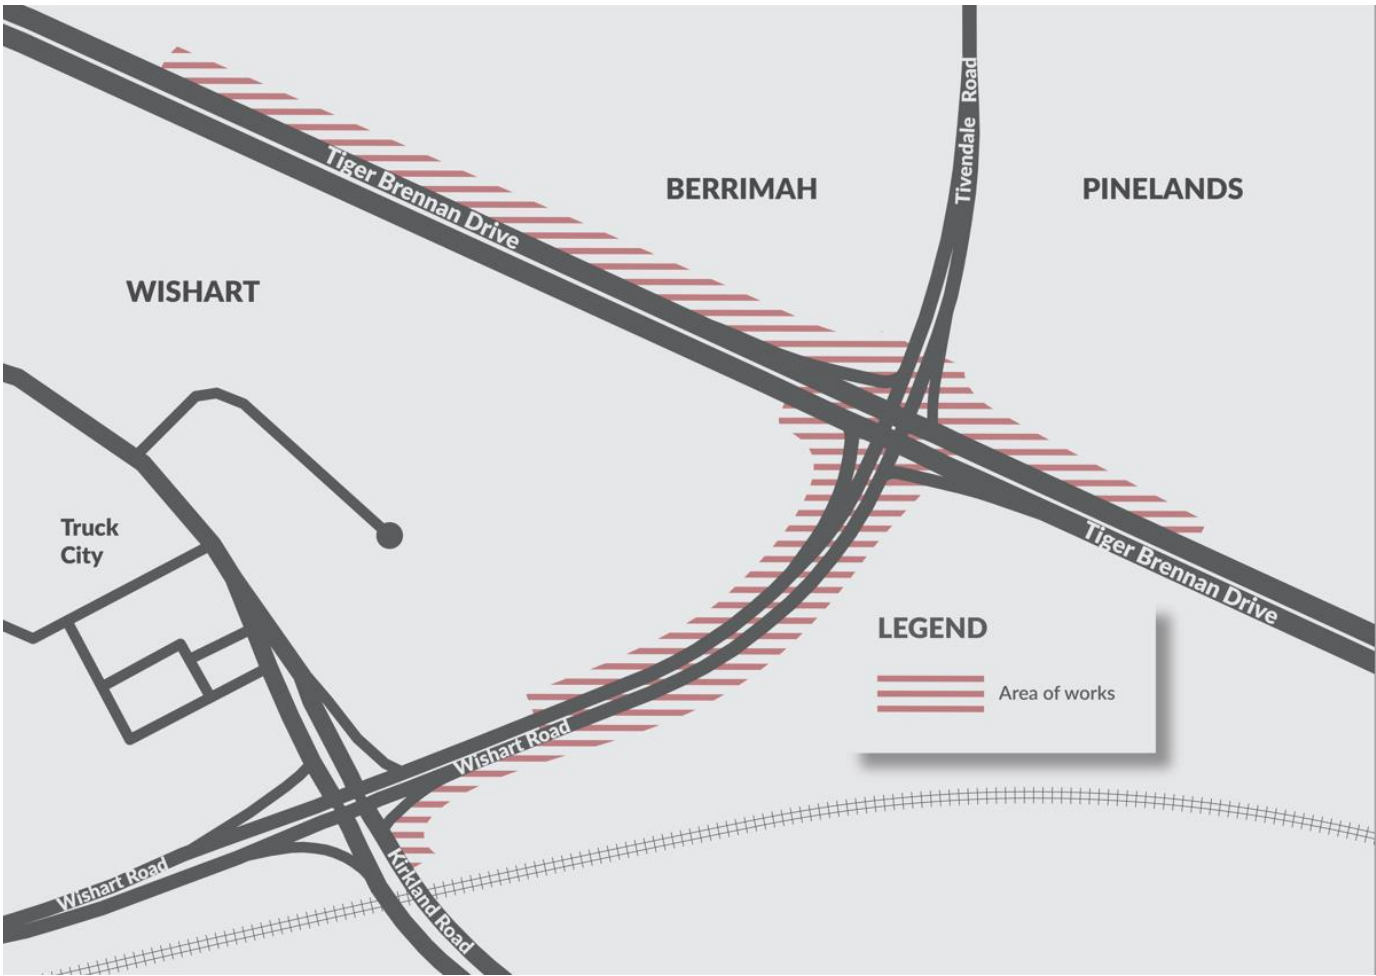 Tivendale Road
Tiger Brennan Drive
BERRIMAH
PINELANDS
WISHART
Truck
City
Tiger Brennan Drive
LEGEND
Area of works
Wishart Road
Wishart Road
Kirkland Road